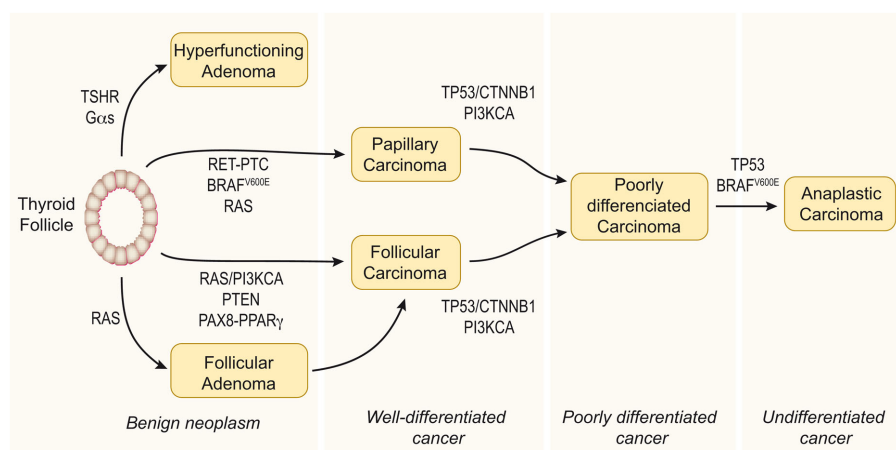 Hyperfunctioning
Adenoma
TSHR
Gαs
Thyroid
Follicle
RET-PTC
BRAFV600E
RAS
Papillary
Carcinoma
TP53/CTNNB1
PI3KCA
RAS/PI3KCA
PTEN
PAX8-PPARγ
Follicular
Carcinoma
TP53/CTNNB1
PI3KCA
RAS
Follicular
Adenoma
Poorly
differenciated
Carcinoma
TP53
BRAFV600E
Anaplastic
Carcinoma
Benign neoplasm
Well-differentiated
cancer
Poorly differentiated
cancer
Undifferentiated
cancer